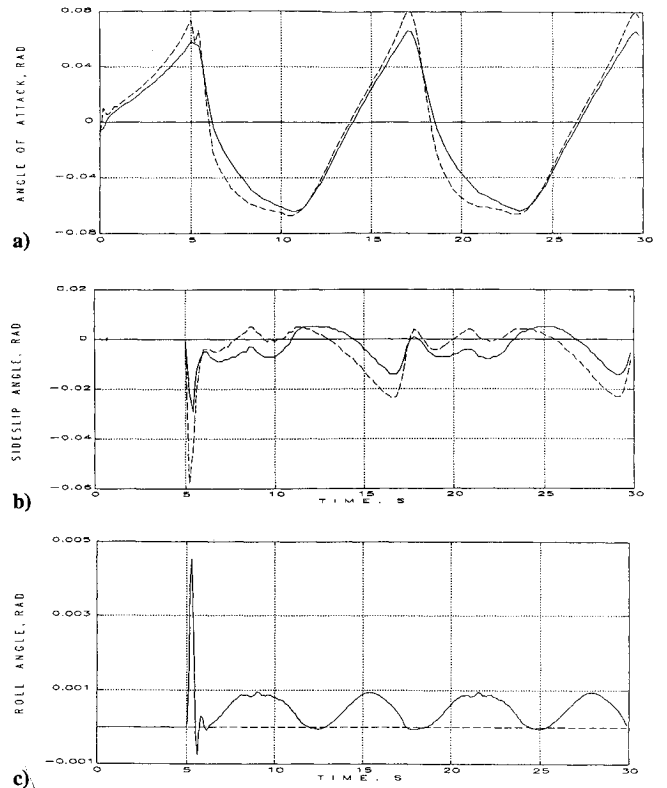 0.08
0.04
0
-0.04
-0.08
ANGLE OF ATTACK, RAD
0 5 10 15 20 25 30
a)
0.02
0
-0.02
-0.04
-0.06
SIDESLIP ANGLE, RAD
0 5 10 15 20 25 30
TIME, S
b)
0.005
0.003
0.001
-0.001
ROLL ANGLE, RAD
0 5 10 15 20 25 30
TIME, S
c)